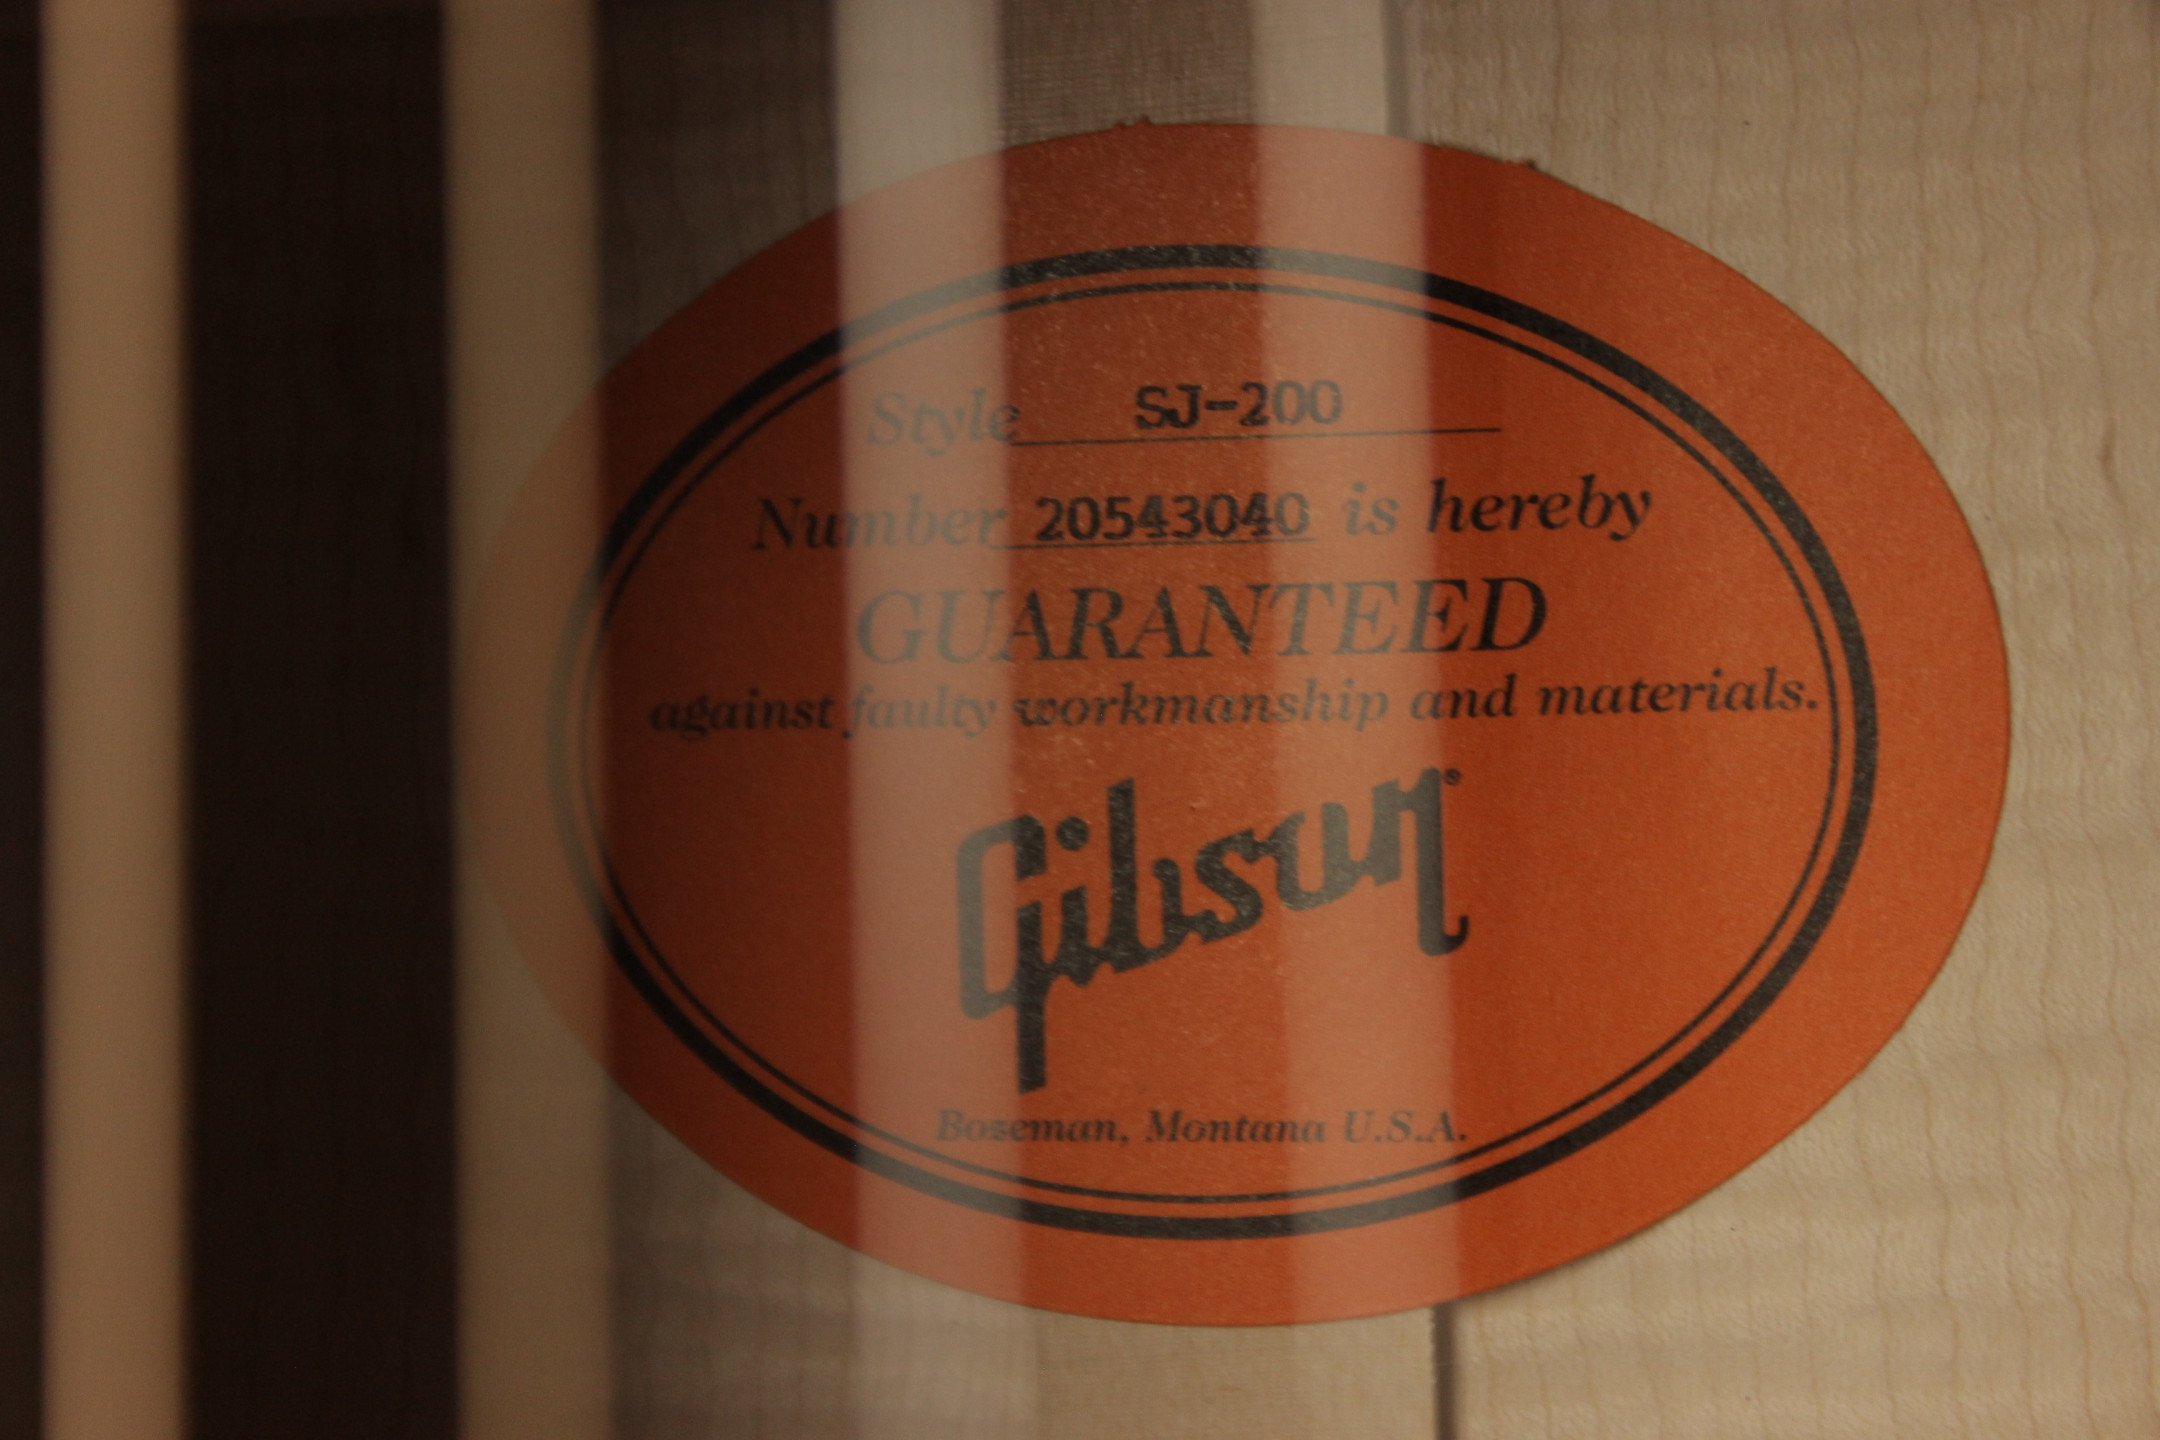 Style SJ-200
Number 20543040 is hereby
GUARANTEED
against faulty workmanship and materials.
Gibson®
Bozeman, Montana U.S.A.